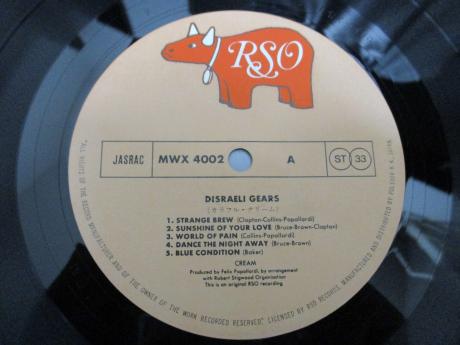 RSO
JASRAC
MWX 4002
A
ST
33
DISRAELI GEARS
(カラフル・クリーム)
1. STRANGE BREW (Clapton-Collins-Papallardi)
2. SUNSHINE OF YOUR LOVE (Bruce-Brown-Clapton)
3. WORLD OF PAIN (Collins-Papallardi)
4. DANCE THE NIGHT AWAY (Bruce-Brown)
5. BLUE CONDITION (Baker)
CREAM
Produced by Felix Papallardi, by arrangement
with Robert Stigwood Organisation
This is an original RSO recording
ALL RIGHTS OF THE RECORD MANUFACTURER AND OF THE OWNER OF THE WORK RECORDED RESERVED. LICENSED BY RSO RECORDS. MANUFACTURED AND DISTRIBUTED BY POLYDOR K.K. JAPAN